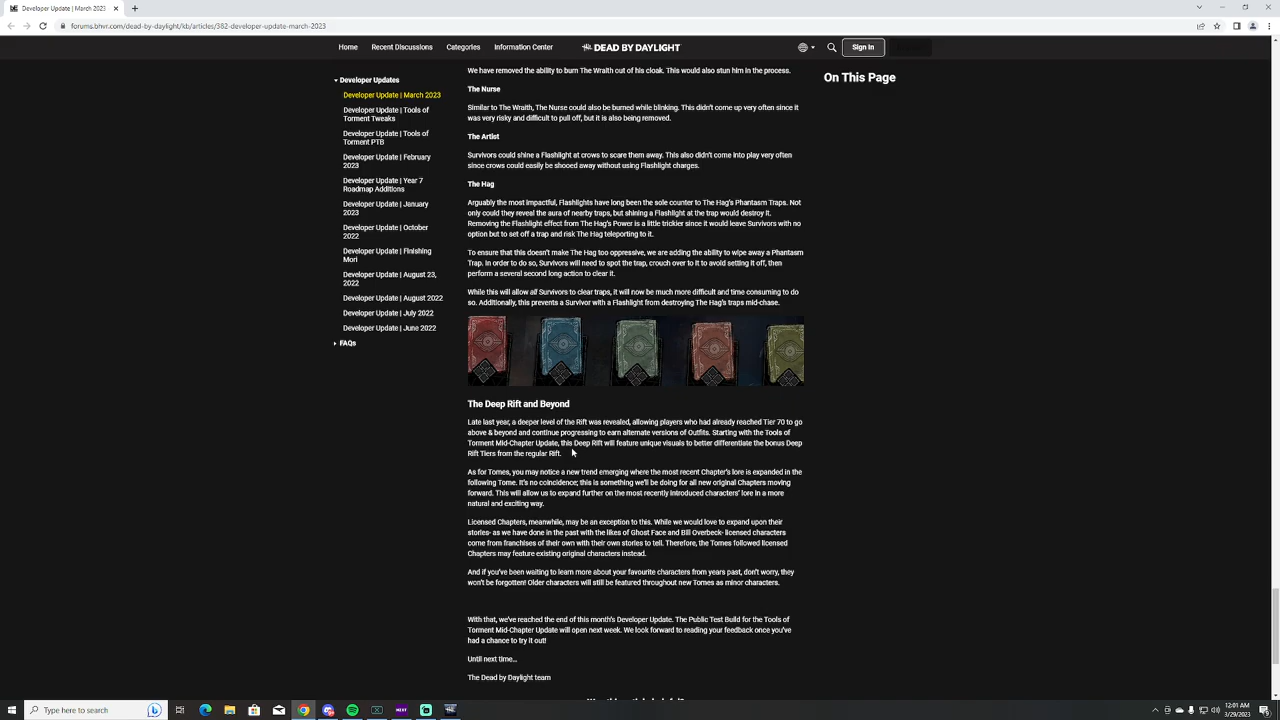 Developer Update | March 2023
forums.bhvr.com/dead-by-daylight/kb/articles/382-developer-update-march-2023
Home
Recent Discussions
Categories
Information Center
DEAD BY DAYLIGHT
Sign In
Developer Updates
Developer Update | March 2023
Developer Update | Tools of
Torment Tweaks
Developer Update | Tools of
Torment PTB
Developer Update | February
2023
Developer Update | Year 7
Roadmap Additions
Developer Update | January
2023
Developer Update | October
2022
Developer Update | Finishing
Mori
Developer Update | August 23,
2022
Developer Update | August 2022
Developer Update | July 2022
Developer Update | June 2022
FAQs
We have removed the ability to burn The Wraith out of his cloak. This would also stun him in the process.
The Nurse
Similar to The Wraith, The Nurse could also be burned while blinking. This didn't come up very often since it
was very risky and difficult to pull off, but it is also being removed.
The Artist
Survivors could shine a Flashlight at crows to scare them away. This also didn't come into play very often
since crows could easily be shooed away without using Flashlight charges.
The Hag
Arguably the most impactful, Flashlights have long been the sole counter to The Hag's Phantasm Traps. Not
only could they reveal the aura of nearby traps, but shining a Flashlight at the trap would destroy it.
Removing the Flashlight effect from The Hag's Power is a little trickier since it would leave Survivors with no
option but to set off a trap and risk The Hag teleporting to it.
To ensure that this doesn't make The Hag too oppressive, we are adding the ability to wipe away a Phantasm
Trap. In order to do so, Survivors will need to spot the trap, crouch over to it to avoid setting it off, then
perform a several second long action to clear it.
While this will allow all Survivors to clear traps, it will now be much more difficult and time consuming to do
so. Additionally, this prevents a Survivor with a Flashlight from destroying The Hag's traps mid-chase.
The Deep Rift and Beyond
Late last year, a deeper level of the Rift was revealed, allowing players who had already reached Tier 70 to go
above & beyond and continue progressing to earn alternate versions of Outfits. Starting with the Tools of
Torment Mid-Chapter Update, this Deep Rift will feature unique visuals to better differentiate the bonus Deep
Rift Tiers from the regular Rift.
As for Tomes, you may notice a new trend emerging where the most recent Chapter's lore is expanded in the
following Tome. It's no coincidence; this is something we'll be doing for all new original Chapters moving
forward. This will allow us to expand further on the most recently introduced characters' lore in a more
natural and exciting way.
Licensed Chapters, meanwhile, may be an exception to this. While we would love to expand upon their
stories- as we have done in the past with the likes of Ghost Face and Bill Overbeck- licensed characters
come from franchises of their own with their own stories to tell. Therefore, the Tomes followed licensed
Chapters may feature existing original characters instead.
And if you've been waiting to learn more about your favourite characters from years past, don't worry, they
won't be forgotten! Older characters will still be featured throughout new Tomes as minor characters.
With that, we've reached the end of this month's Developer Update. The Public Test Build for the Tools of
Torment Mid-Chapter Update will open next week. We look forward to reading your feedback once you've
had a chance to try it out!
Until next time...
The Dead by Daylight team
On This Page
Type here to search
NEXT
12:01 AM
3/29/2023